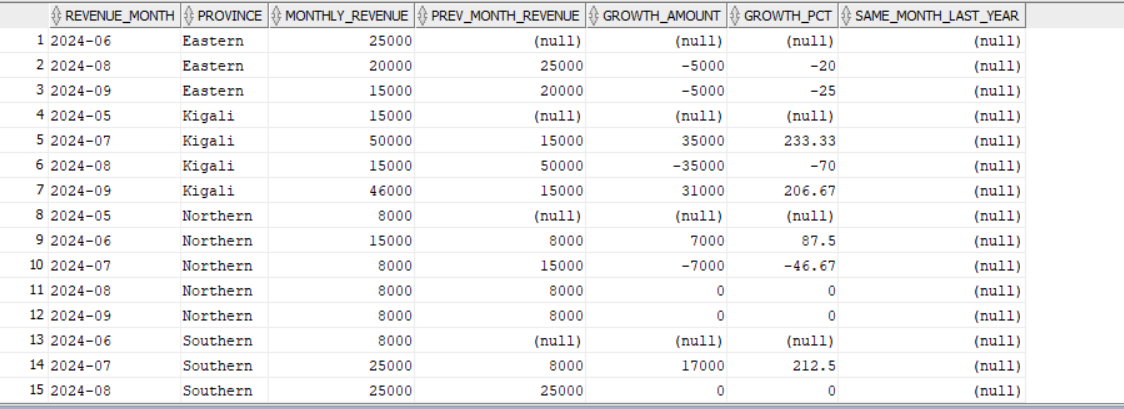 REVENUE_MONTH PROVINCE MONTHLY_REVENUE PREV_MONTH_REVENUE GROWTH_AMOUNT GROWTH_PCT SAME_MONTH_LAST_YEAR
1 2024-06 Eastern 25000 (null) (null) (null) (null)
2 2024-08 Eastern 20000 25000 -5000 -20 (null)
3 2024-09 Eastern 15000 20000 -5000 -25 (null)
4 2024-05 Kigali 15000 (null) (null) (null) (null)
5 2024-07 Kigali 50000 15000 35000 233.33 (null)
6 2024-08 Kigali 15000 50000 -35000 -70 (null)
7 2024-09 Kigali 46000 15000 31000 206.67 (null)
8 2024-05 Northern 8000 (null) (null) (null) (null)
9 2024-06 Northern 15000 8000 7000 87.5 (null)
10 2024-07 Northern 8000 15000 -7000 -46.67 (null)
11 2024-08 Northern 8000 8000 0 0 (null)
12 2024-09 Northern 8000 8000 0 0 (null)
13 2024-06 Southern 8000 (null) (null) (null) (null)
14 2024-07 Southern 25000 8000 17000 212.5 (null)
15 2024-08 Southern 25000 25000 0 0 (null)